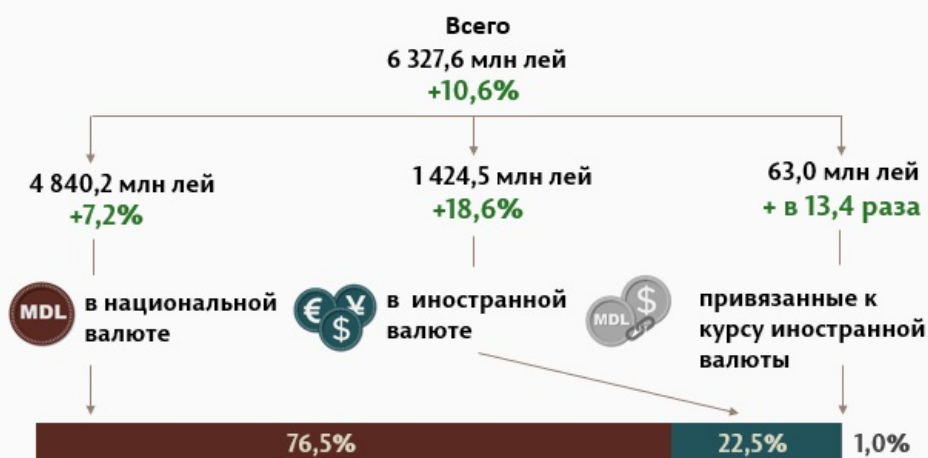 Всего
6 327,6 млн лей
+10,6%
4 840,2 млн лей
+7,2%
1 424,5 млн лей
+18,6%
63,0 млн лей
+ в 13,4 раза
MDL
в национальной
валюте
€ ¥ $
в иностранной
валюте
MDL $
привязанные к
курсу иностранной
валюты
76,5%
22,5%
1,0%